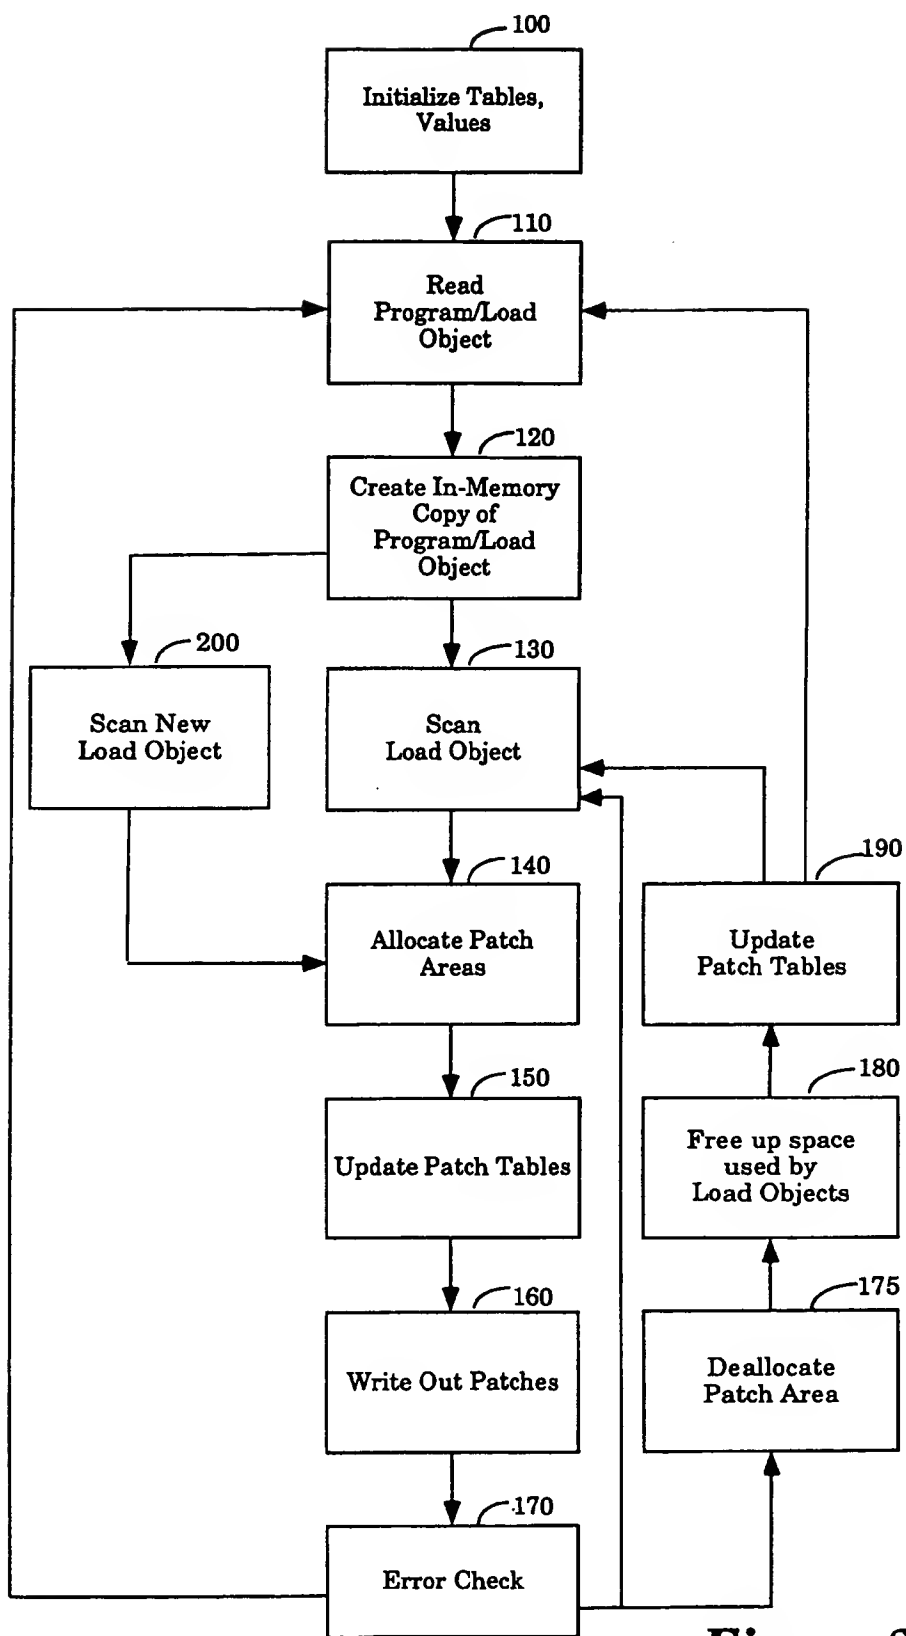 100
Initialize Tables,
Values
110
Read
Program/Load
Object
120
Create In-Memory
Copy of
Program/Load
Object
200
Scan New
Load Object
130
Scan
Load Object
140
Allocate Patch
Areas
190
Update
Patch Tables
150
Update Patch Tables
180
Free up space
used by
Load Objects
160
Write Out Patches
175
Deallocate
Patch Area
170
Error Check